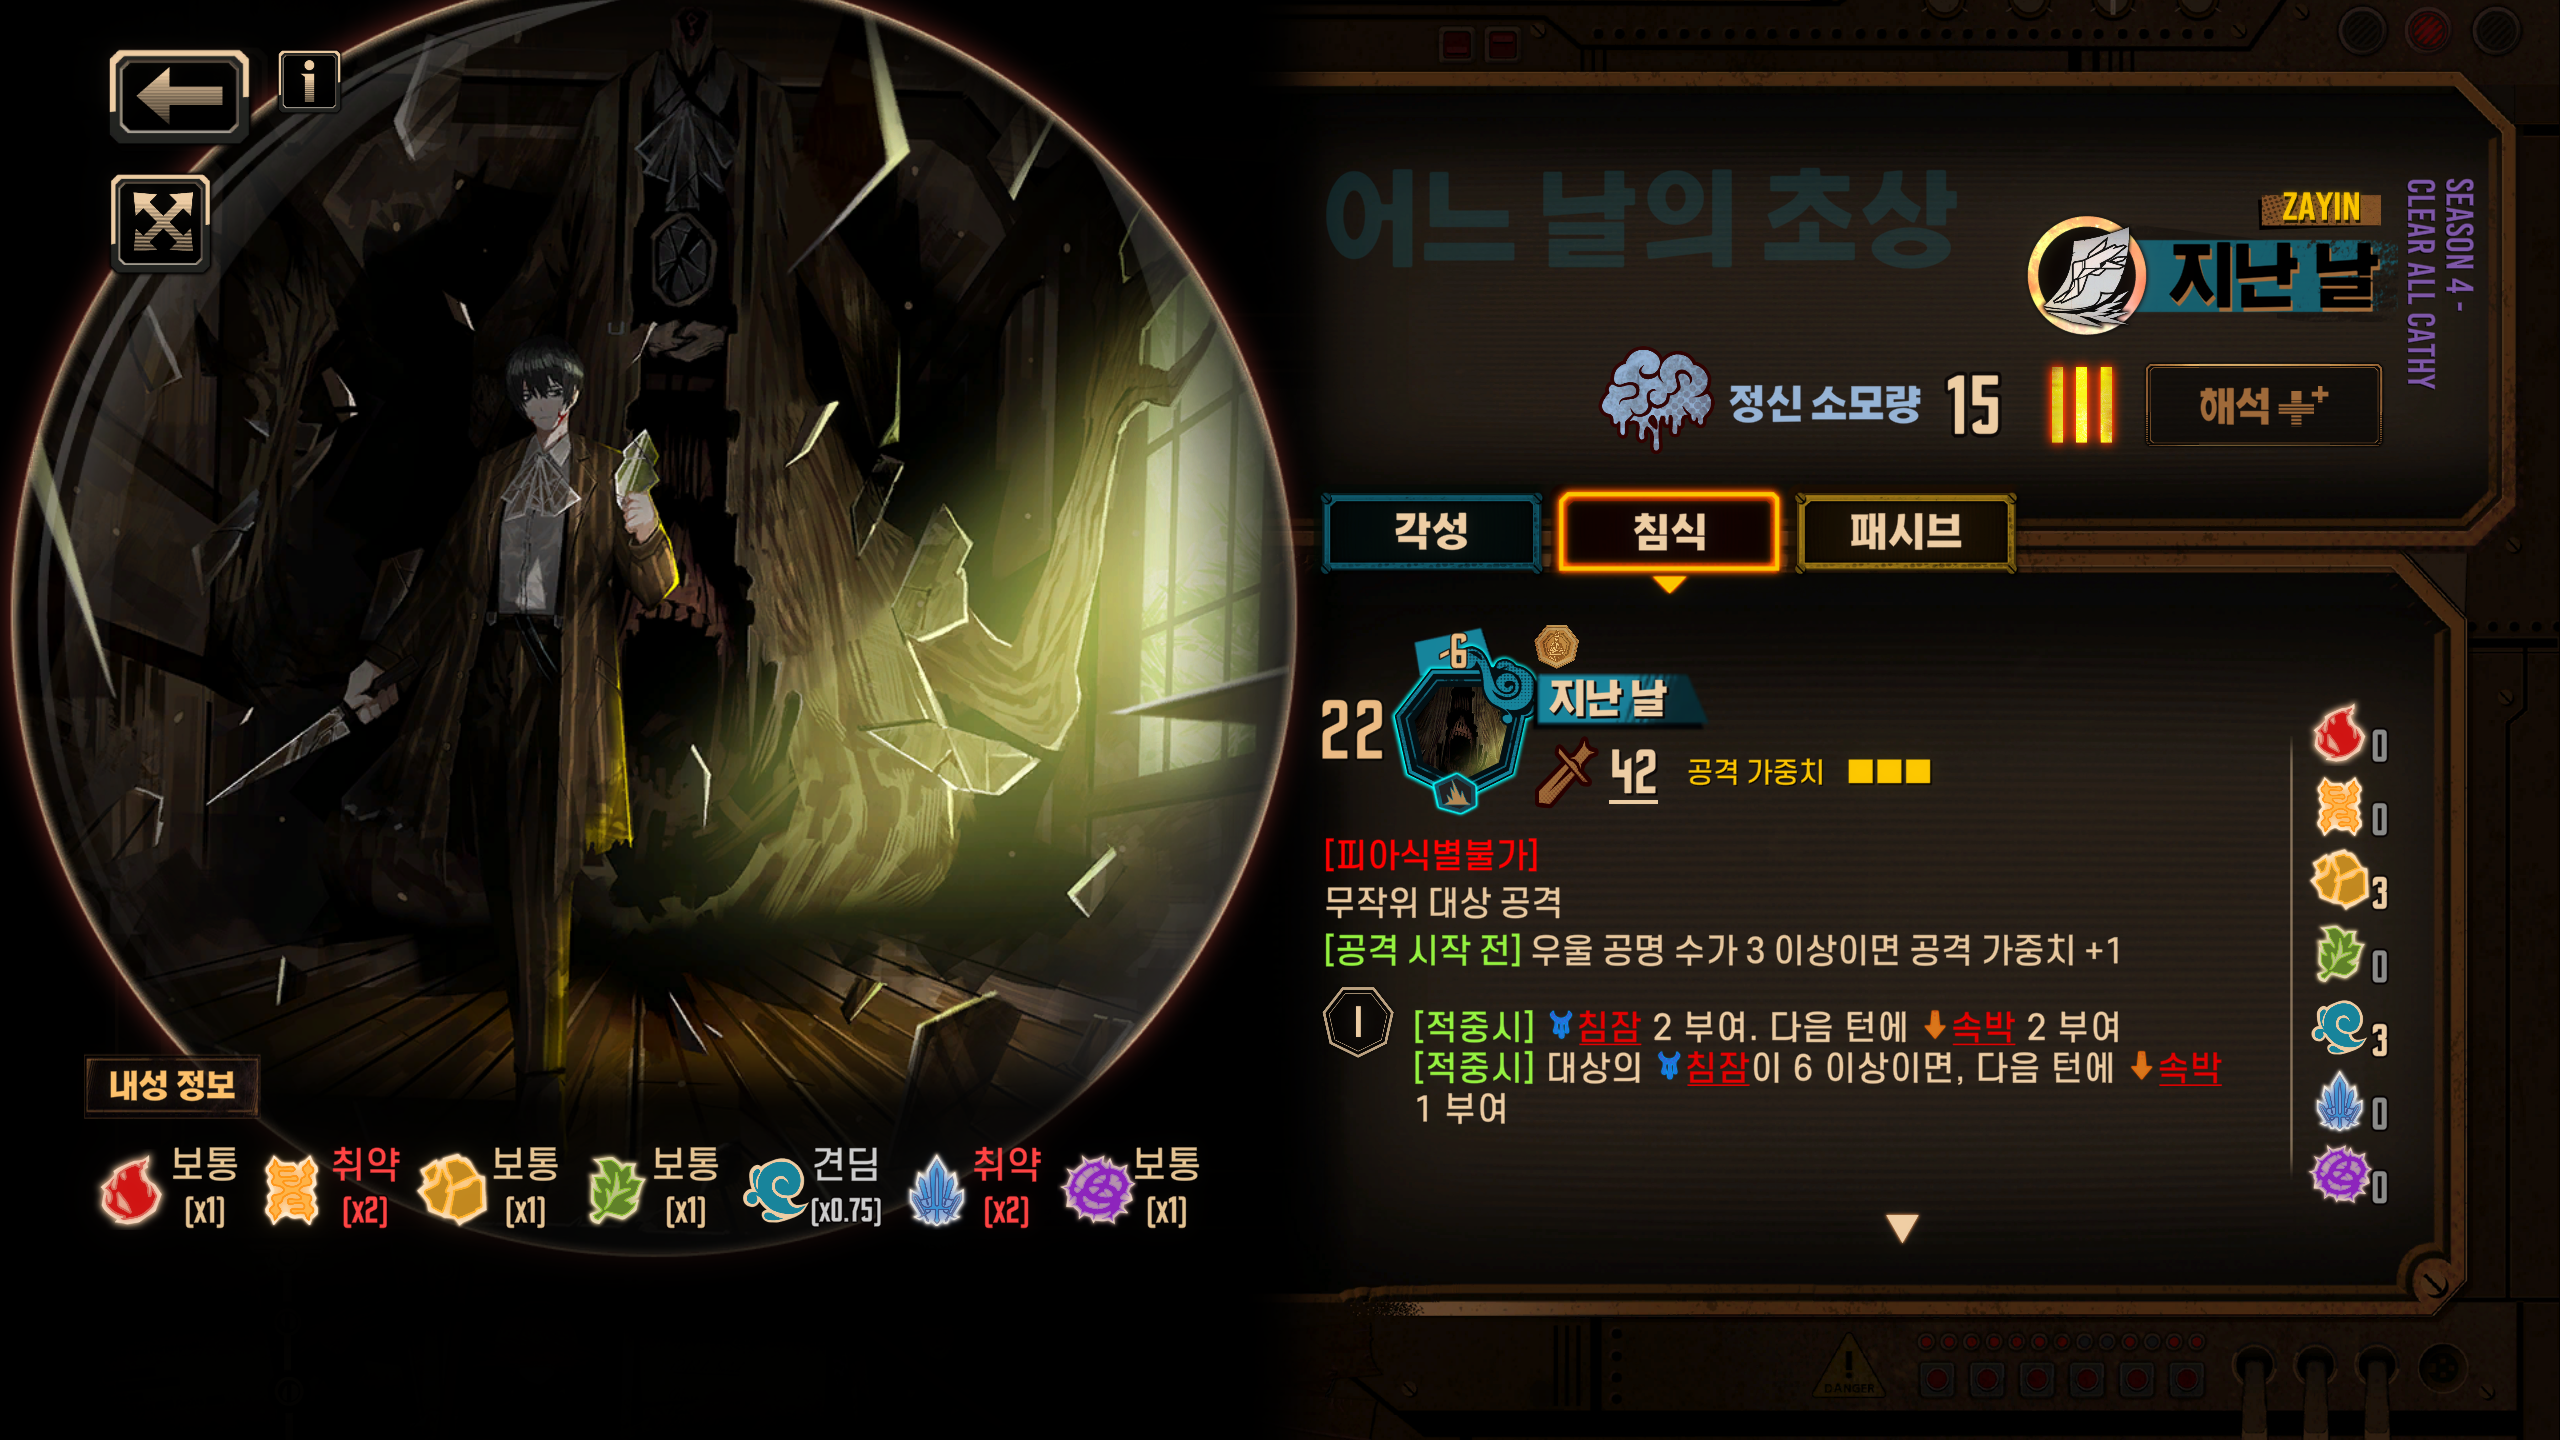 어느 날의 초상
ZAYIN
지난 날
SEASON 4 -
CLEAR ALL CATHY
정신 소모량 15
해석
각성
침식
패시브
-6
22
지난 날
42
공격 가중치
[피아식별불가]
무작위 대상 공격
[공격 시작 전] 우울 공명 수가 3 이상이면 공격 가중치 +1
I
[적중시] 침잠 2 부여. 다음 턴에 속박 2 부여
[적중시] 대상의 침잠이 6 이상이면, 다음 턴에 속박
1 부여
0
0
3
0
3
0
0
내성 정보
보통 취약 보통 보통 견딤 취약 보통
[x1] [x2] [x1] [x1] [x0.75] [x2] [x1]
DANGER